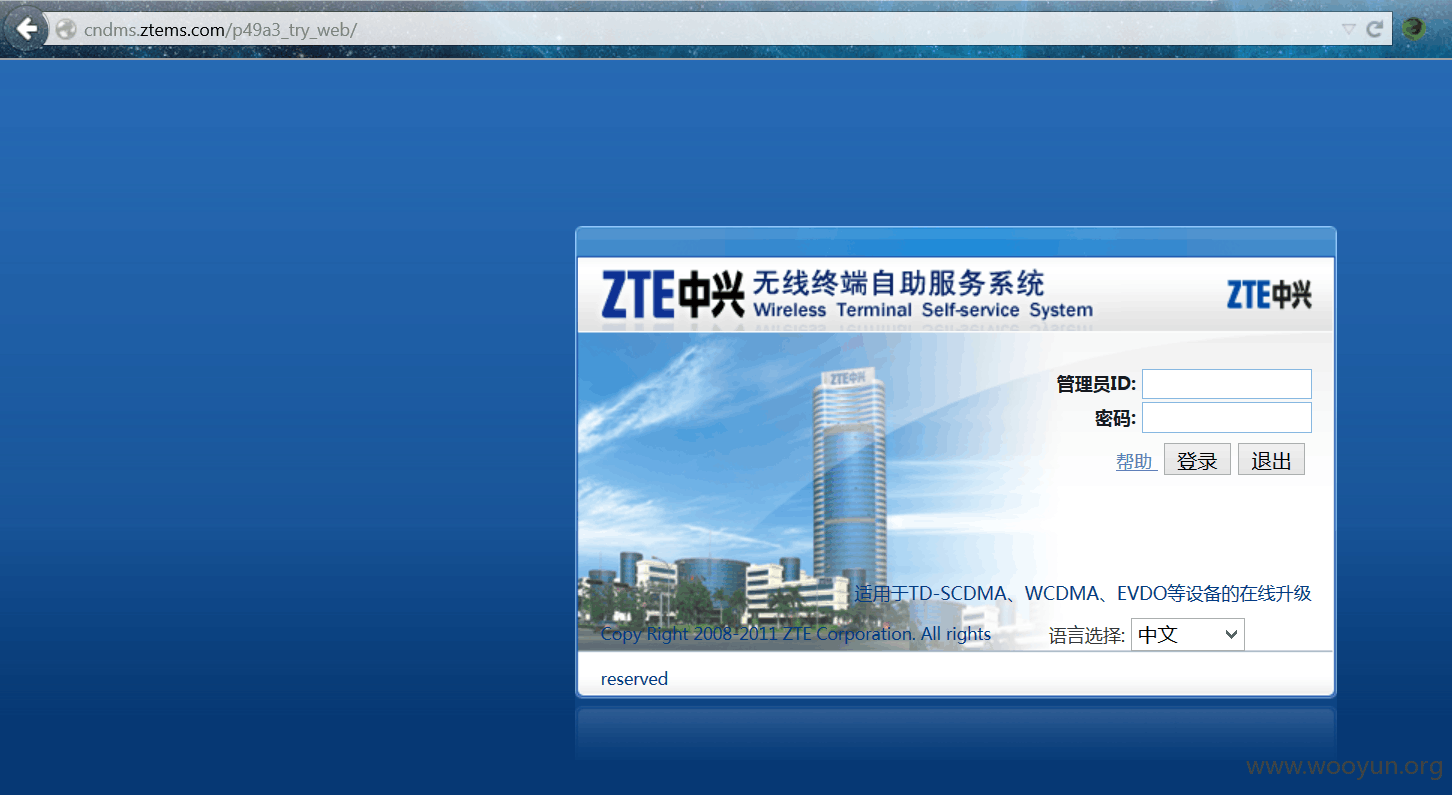 cndms.ztems.com/p49a3_try_web/
ZTE中兴 无线终端自助服务系统
Wireless Terminal Self-service System
ZTE中兴
ZTE中兴
管理员ID:
密码:
帮助 登录 退出
适用于TD-SCDMA、WCDMA、EVDO等设备的在线升级
Copy Right 2008-2011 ZTE Corporation. All rights
语言选择: 中文
reserved
www.wooyun.org